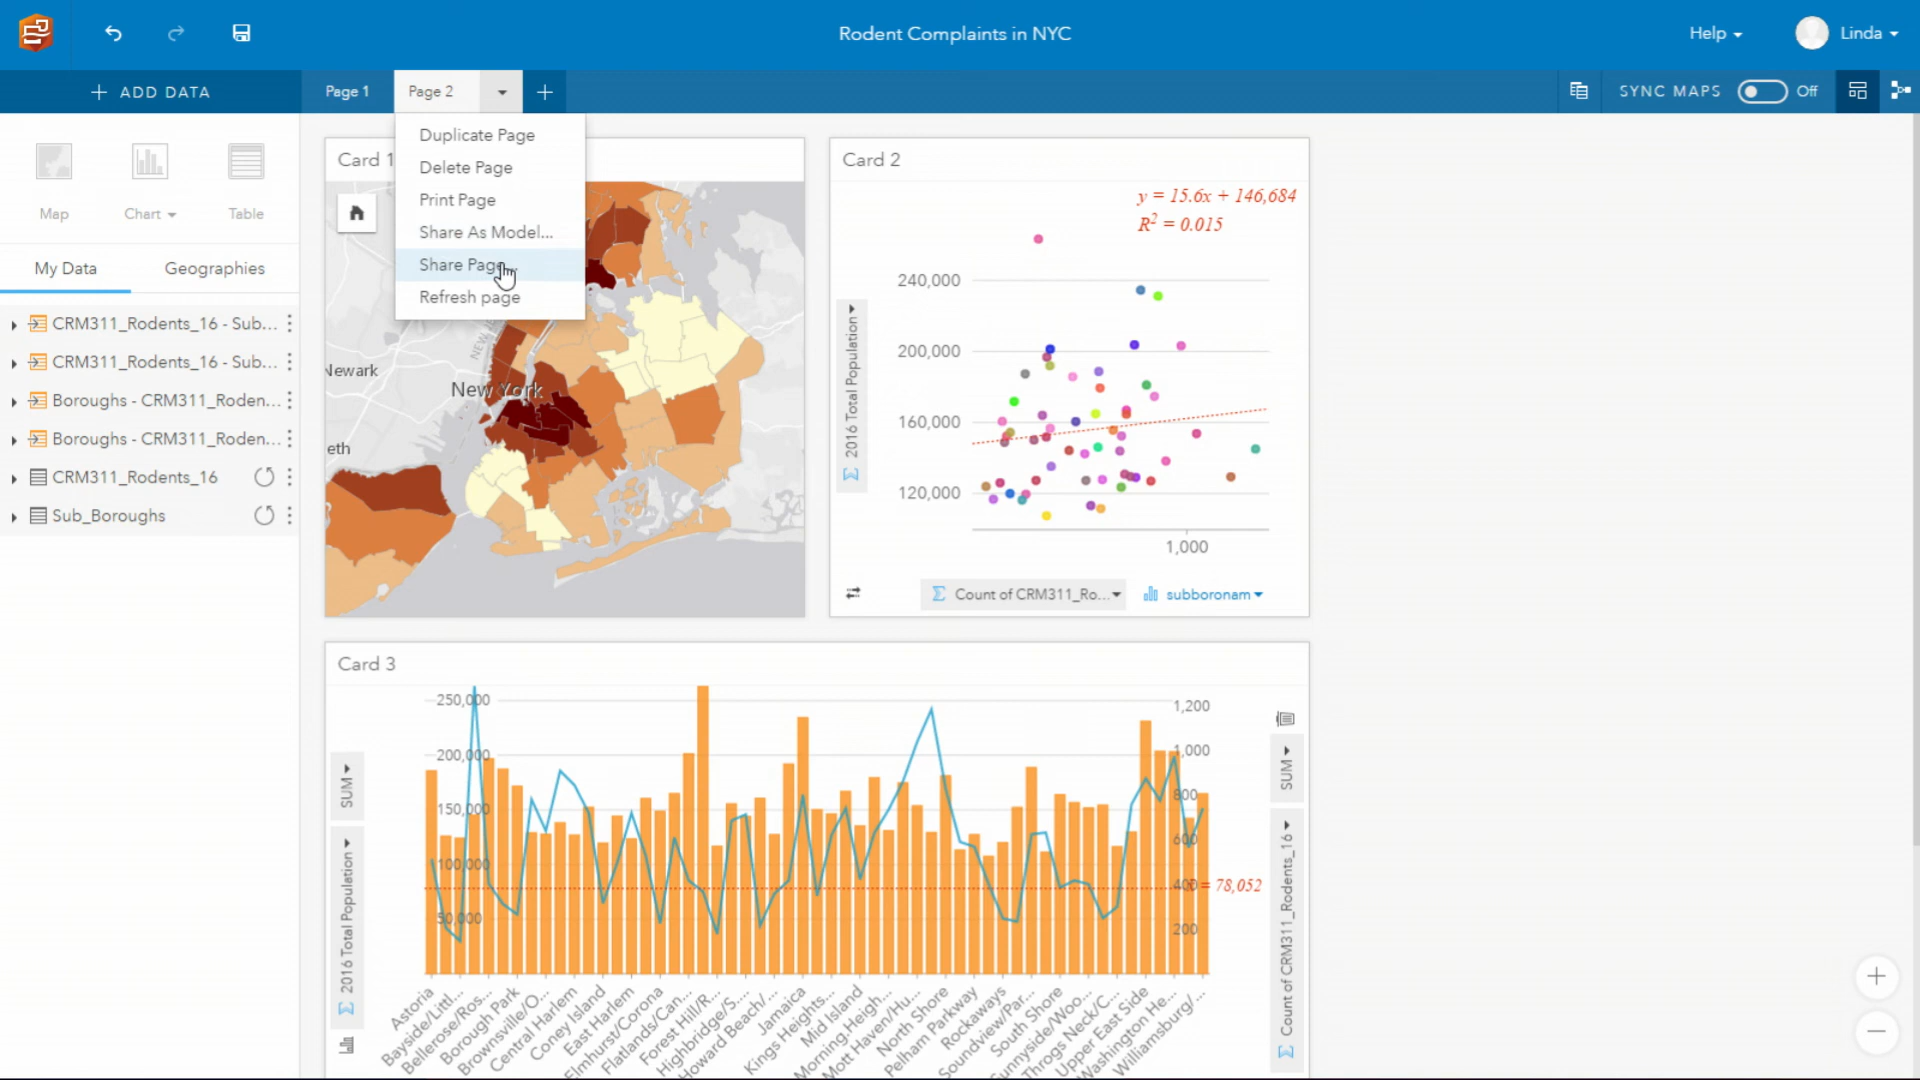 Rodent Complaints in NYC
Help
Linda
+ ADD DATA
Page 1
Page 2
SYNC MAPS
Off
Map
Chart
Table
My Data
Geographies
CRM311_Rodents_16 - Sub...
CRM311_Rodents_16 - Sub...
Boroughs - CRM311_Roden...
Boroughs - CRM311_Roden...
CRM311_Rodents_16
Sub_Boroughs
Duplicate Page
Delete Page
Print Page
Share As Model...
Share Page...
Refresh page
Card 1
Newark
New York
eth
Card 2
y = 15.6x + 146,684
R² = 0.015
240,000
200,000
160,000
120,000
1,000
2016 Total Population
Count of CRM311_Ro...
subboronam
Card 3
250,000
200,000
150,000
100,000
50,000
1,200
1,000
800
600
400
200
= 78,052
SUM
2016 Total Population
SUM
Count of CRM311_Rodents_16
Astoria
Bayside/Littl...
Bellerose/Ros...
Borough Park
Brownsville/O...
Central Harlem
Coney Island
East Harlem
Elmhurst/Corona
Flatlands/Can...
Forest Hill/R...
Highbridge/S...
Howard Beach/...
Jamaica
Kings Heights...
Mid Island
Morning.Heigh...
Mott Haven/Hu...
North Shore
Pelham Parkway
Rockaways
Soundview/Par...
South Shore
Sunnyside/Woo...
Throgs Neck/C...
Upper East Side
Washington He...
Williamsburg/...